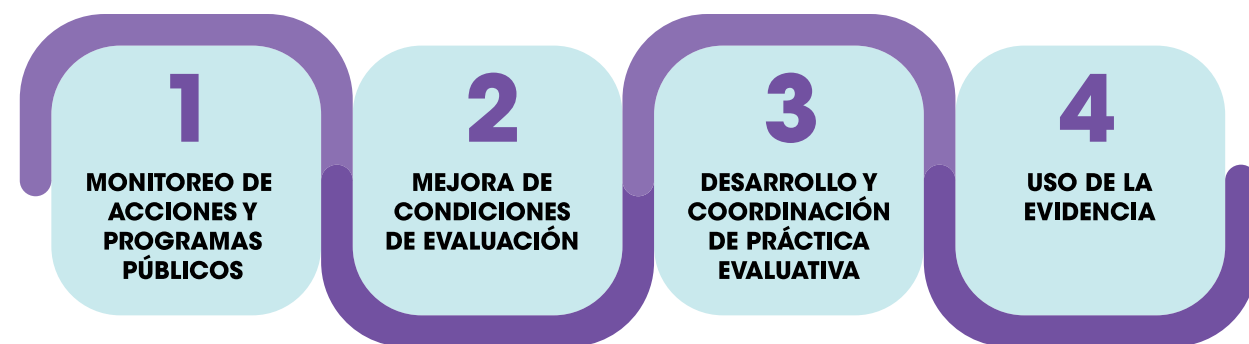 1
MONITOREO DE
ACCIONES Y
PROGRAMAS
PÚBLICOS
2
MEJORA DE
CONDICIONES
DE EVALUACIÓN
3
DESARROLLO Y
COORDINACIÓN
DE PRÁCTICA
EVALUATIVA
4
USO DE LA
EVIDENCIA